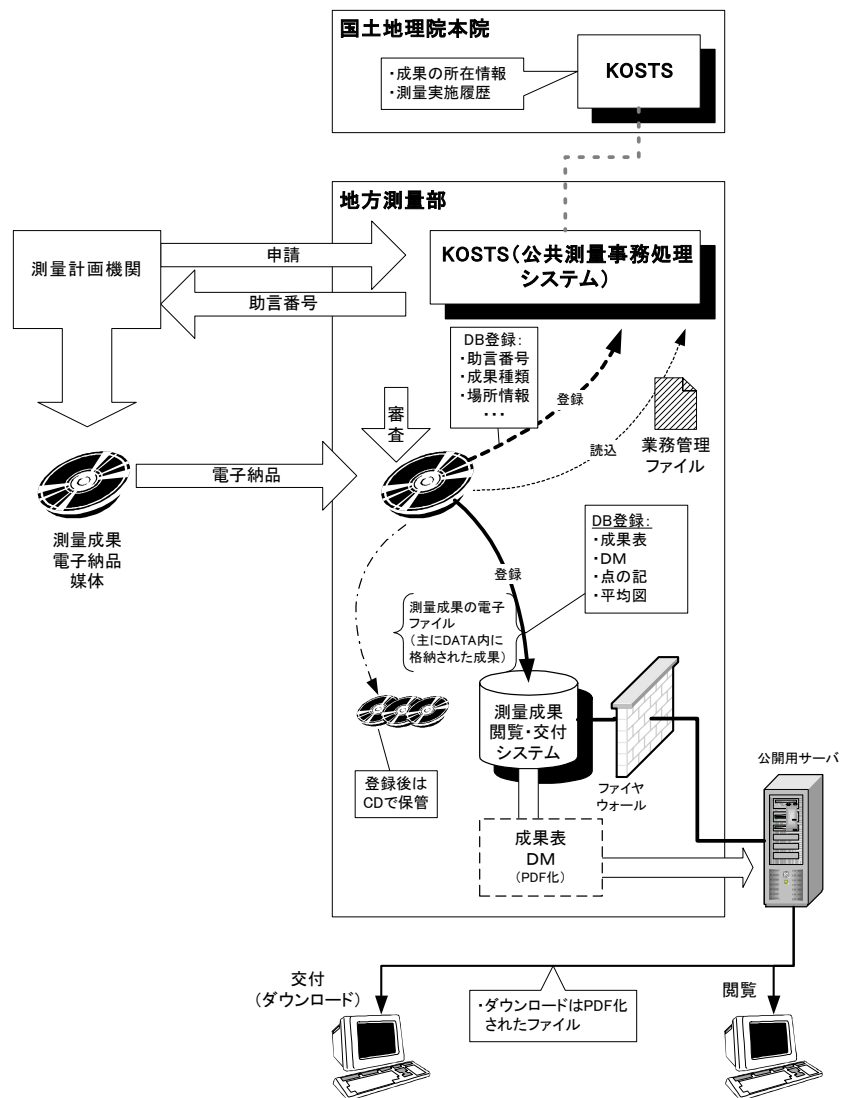 国土地理院本院
KOSTS
・成果の所在情報
・測量実施履歴
地方測量部
測量計画機関
申請
KOSTS(公共測量事務処理
システム)
助言番号
DB登録:
・助言番号
・成果種類
・場所情報
・・・
登録
審査
読込
業務管理
ファイル
電子納品
測量成果
電子納品
媒体
DB登録:
・成果表
・DM
・点の記
・平均図
登録
測量成果の電子
ファイル
(主にDATA内に
格納された成果)
測量成果
閲覧・交付
システム
登録後は
CDで保管
ファイヤ
ウォール
公開用サーバ
成果表
DM
(PDF化)
交付
(ダウンロード)
・ダウンロードはPDF化
されたファイル
閲覧